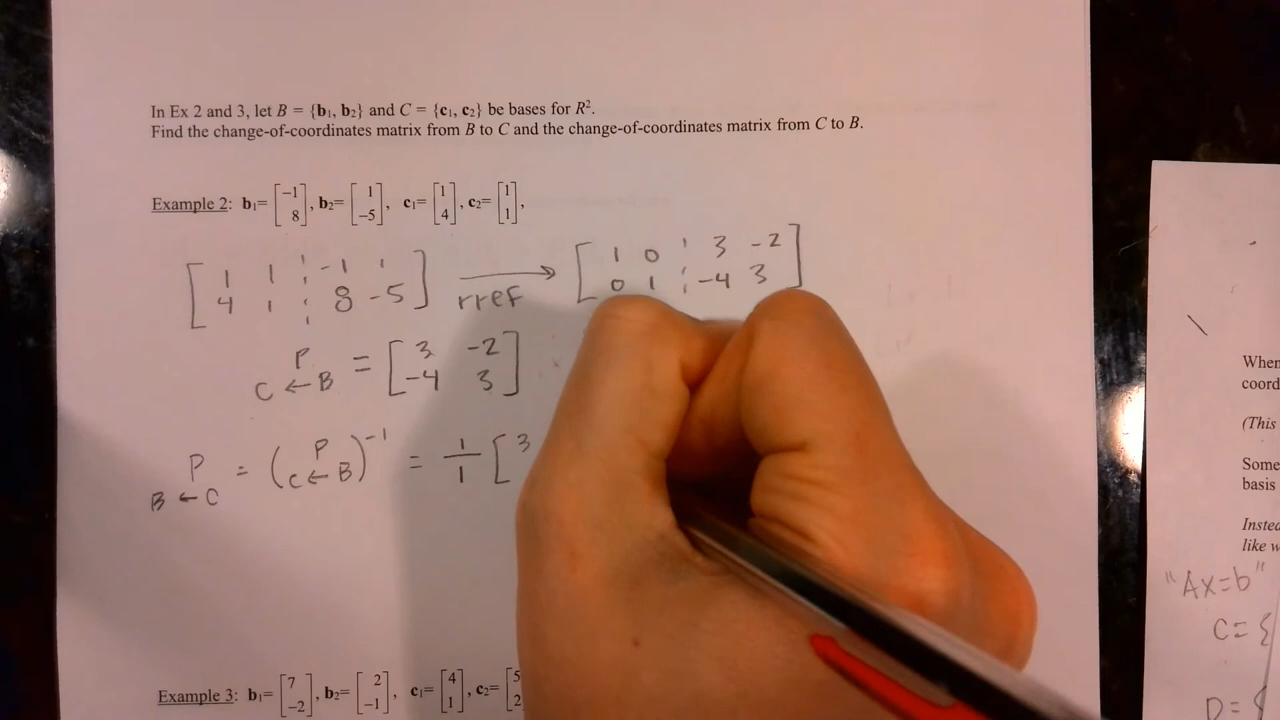 In Ex 2 and 3, let B = {b₁, b₂} and C = {c₁, c₂} be bases for R².
Find the change-of-coordinates matrix from B to C and the change-of-coordinates matrix from C to B.
Example 2: b₁= [−1 8], b₂= [1 −5], c₁= [1 4], c₂= [1 1],
[1 1 ¦ -1 1
4 1 ¦ 8 -5] → rref [1 0 ¦ 3 -2
0 1 ¦ -4 3]
P C←B = [3 -2
-4 3]
P B←C = (P C←B)⁻¹ = 1/1 [3
Example 3: b₁= [7 −2], b₂= [2 −1], c₁= [4 1], c₂= [5 2
When
coord
(This
Some
basis
Instea
like w
"Ax=b"
C={
D={